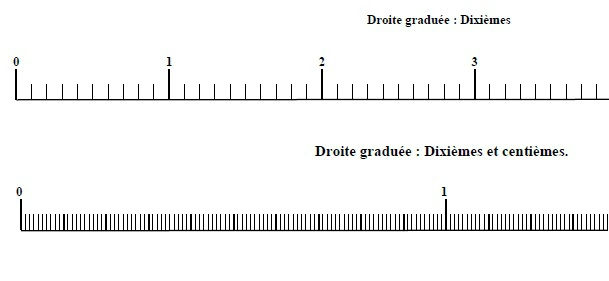 Droite graduée : Dixièmes
0 1 2 3
Droite graduée : Dixièmes et centièmes.
0 1